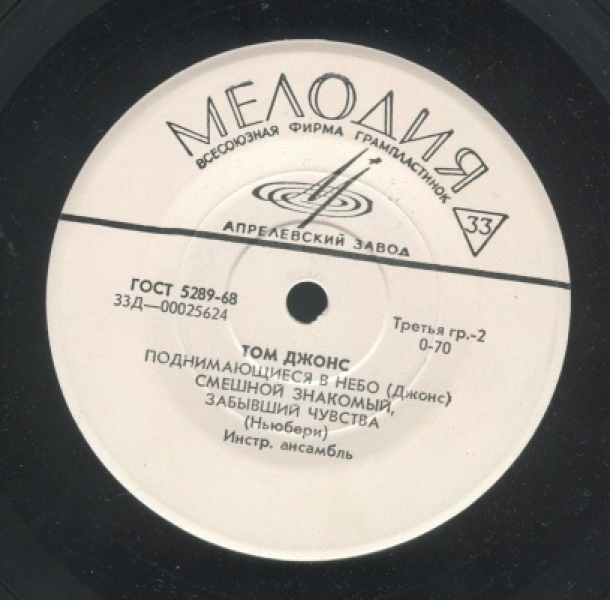 МЕЛОДИЯ
ВСЕСОЮЗНАЯ ФИРМА ГРАМПЛАСТИНОК
33
АПРЕЛЕВСКИЙ ЗАВОД
ГОСТ 5289-68
33Д—00025624
Третья гр.-2
0-70
ТОМ ДЖОНС
ПОДНИМАЮЩИЕСЯ В НЕБО (Джонс)
СМЕШНОЙ ЗНАКОМЫЙ,
ЗАБЫВШИЙ ЧУВСТВА
(Ньюбери)
Инстр. ансамбль